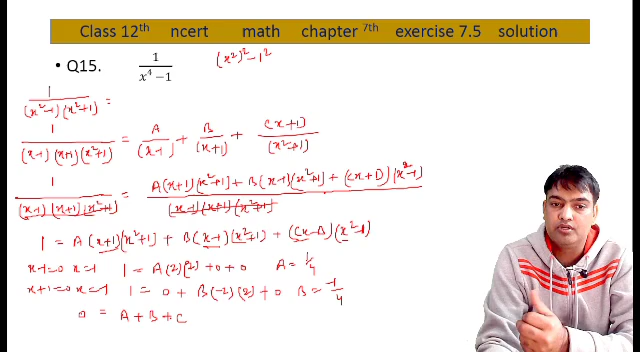 Class 12th ncert math chapter 7th exercise 7.5 solution
• Q15. 1/(x⁴ − 1) (x²)² − 1²
1/((x²−1)(x²+1)) =
1/((x−1)(x+1)(x²+1)) = A/(x−1) + B/(x+1) + (Cx+D)/(x²+1)
1/((x−1)(x+1)(x²+1)) = (A(x+1)(x²+1) + B(x−1)(x²+1) + (Cx+D)(x²−1))/((x−1)(x+1)(x²+1))
1 = A(x+1)(x²+1) + B(x−1)(x²+1) + (Cx+D)(x²−1)
x−1=0 x=1 1 = A(2)(2) + 0 + 0 A = 1/4
x+1=0 x=−1 1 = 0 + B(−2)(2) + 0 B = −1/4
0 = A + B + C